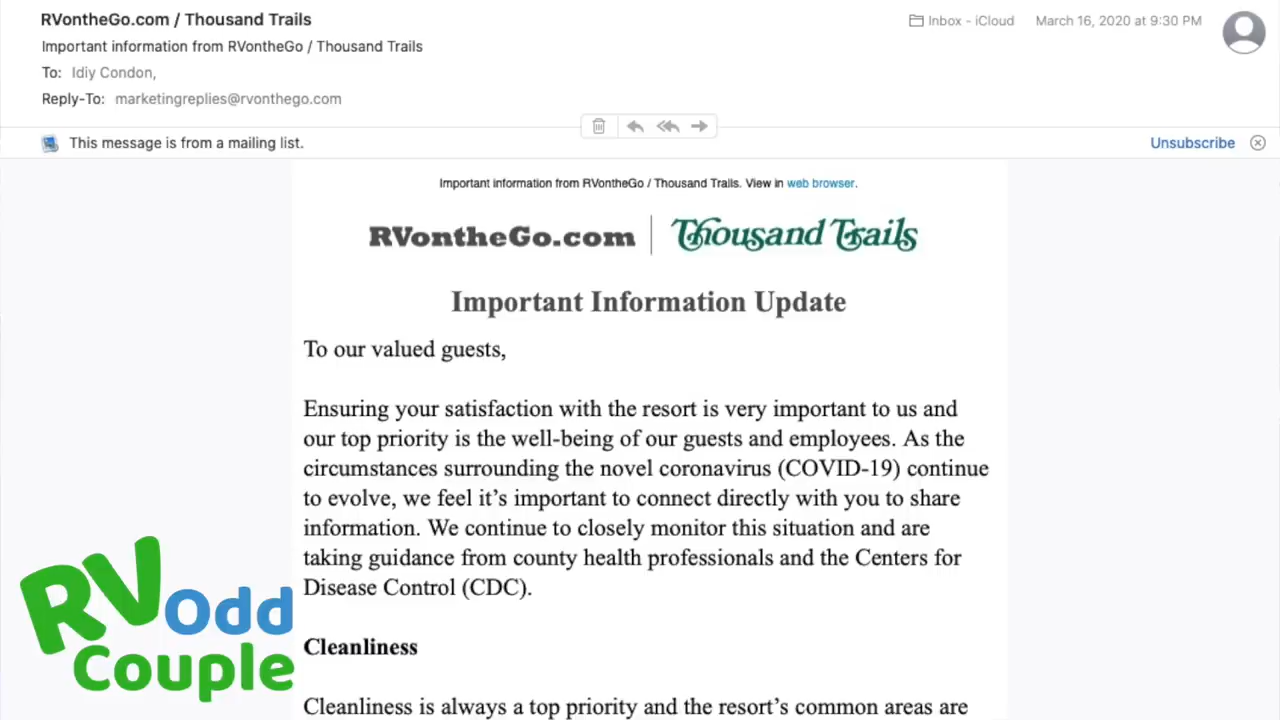 RVontheGo.com / Thousand Trails
Inbox - iCloud
March 16, 2020 at 9:30 PM
Important information from RVontheGo / Thousand Trails
To: Idiy Condon,
Reply-To: marketingreplies@rvonthego.com
This message is from a mailing list.
Unsubscribe
Important information from RVontheGo / Thousand Trails. View in web browser.
RVontheGo.com | Thousand Trails
Important Information Update
To our valued guests,
Ensuring your satisfaction with the resort is very important to us and
our top priority is the well-being of our guests and employees. As the
circumstances surrounding the novel coronavirus (COVID-19) continue
to evolve, we feel it’s important to connect directly with you to share
information. We continue to closely monitor this situation and are
taking guidance from county health professionals and the Centers for
Disease Control (CDC).
Cleanliness
Cleanliness is always a top priority and the resort’s common areas are
RV Odd
Couple